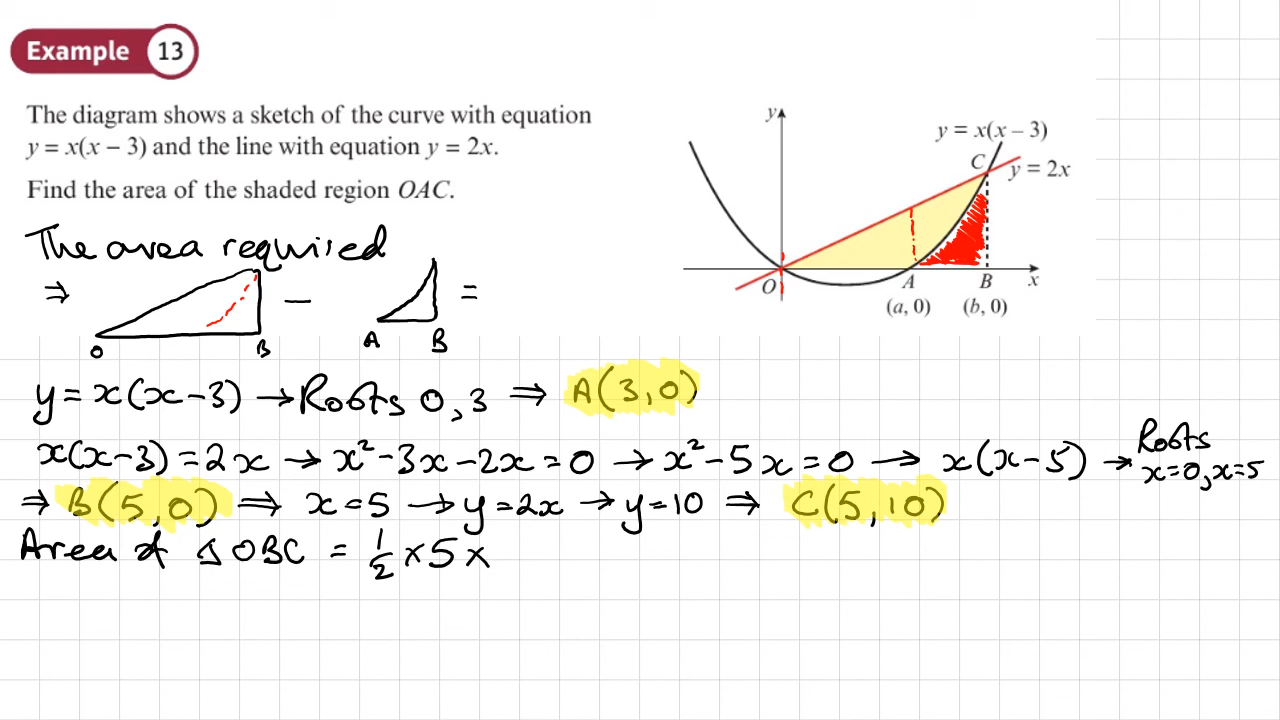 Example 13
The diagram shows a sketch of the curve with equation
y = x(x – 3) and the line with equation y = 2x.
Find the area of the shaded region OAC.
y
y = x(x – 3)
C
y = 2x
O
A
B
x
(a, 0)
(b, 0)
The area required
⇒ – =
O B A B
y = x(x-3) → Roots 0, 3 ⇒ A(3,0)
x(x-3) = 2x → x² - 3x - 2x = 0 → x² - 5x = 0 → x(x-5) → Roots x=0, x=5
⇒ B(5,0) ⇒ x = 5 → y = 2x → y = 10 ⇒ C(5,10)
Area of △OBC = ½ × 5 ×